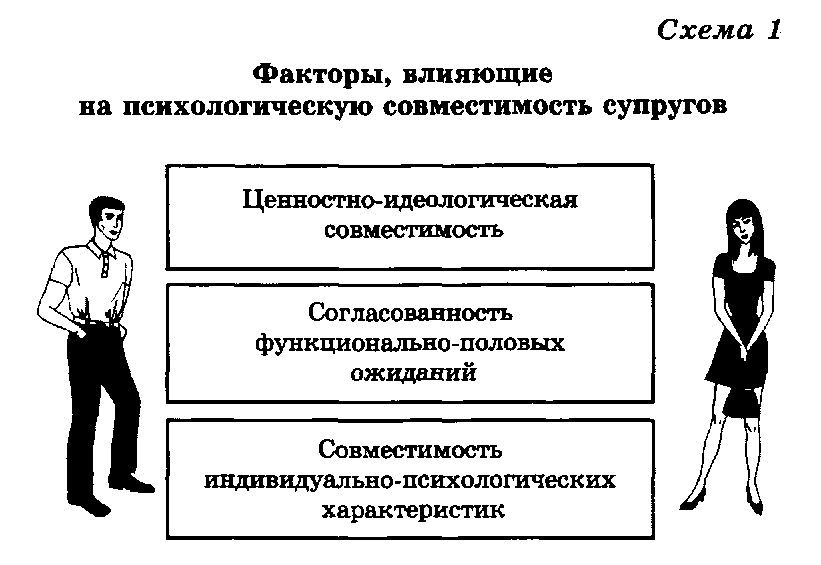 Схема 1
Факторы, влияющие
на психологическую совместимость супругов
Ценностно-идеологическая
совместимость
Согласованность
функционально-половых
ожиданий
Совместимость
индивидуально-психологических
характеристик